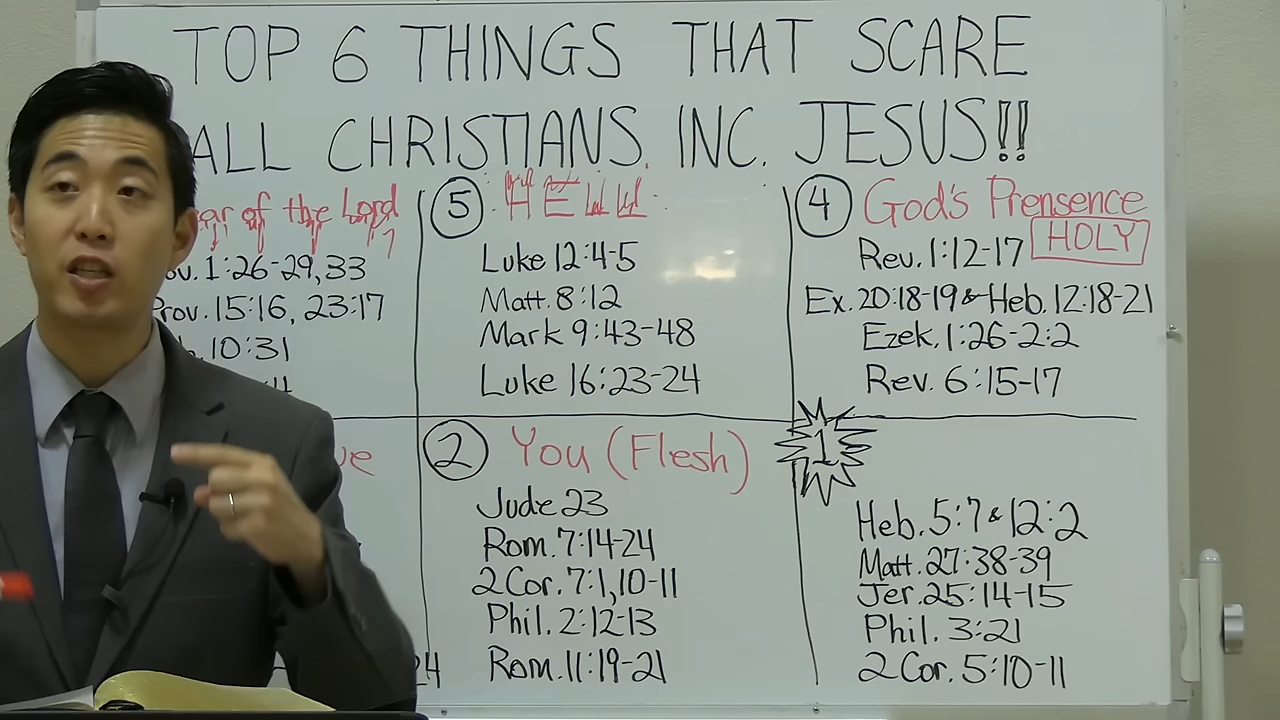 TOP 6 THINGS THAT SCARE
ALL CHRISTIANS, INC. JESUS!!
of the Lord
1:26-29,33
Prov. 15:16, 23:17
10:31
5 HELL
Luke 12:4-5
Matt. 8:12
Mark 9:43-48
Luke 16:23-24
4 God's Prensence
HOLY
Rev. 1:12-17
Ex. 20:18-19 & Heb. 12:18-21
Ezek. 1:26-2:2
Rev. 6:15-17
2 You (Flesh)
Jude 23
Rom. 7:14-24
2 Cor. 7:1,10-11
Phil. 2:12-13
Rom. 11:19-21
1
Heb. 5:7 & 12:2
Matt. 27:38-39
Jer. 25:14-15
Phil. 3:21
2 Cor. 5:10-11